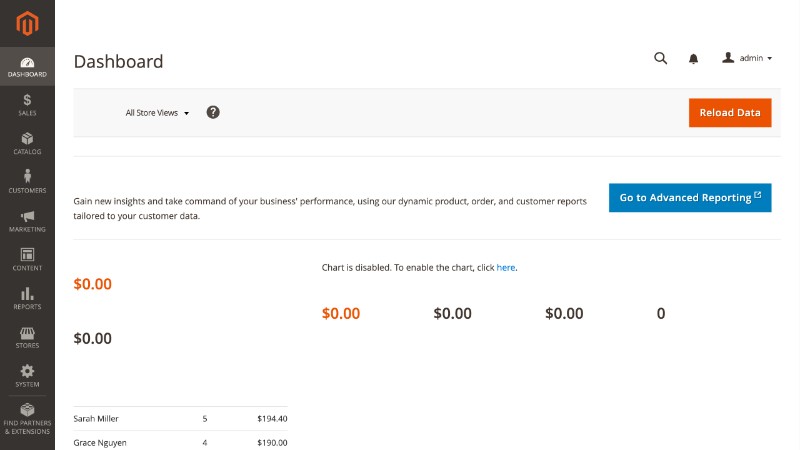 DASHBOARD
SALES
CATALOG
CUSTOMERS
MARKETING
CONTENT
REPORTS
STORES
SYSTEM
FIND PARTNERS
& EXTENSIONS
Dashboard
admin
All Store Views
?
Reload Data
Gain new insights and take command of your business' performance, using our dynamic product, order, and customer reports
tailored to your customer data.
Go to Advanced Reporting
$0.00
$0.00
Chart is disabled. To enable the chart, click here.
$0.00 $0.00 $0.00 0
Sarah Miller 5 $194.40
Grace Nguyen 4 $190.00